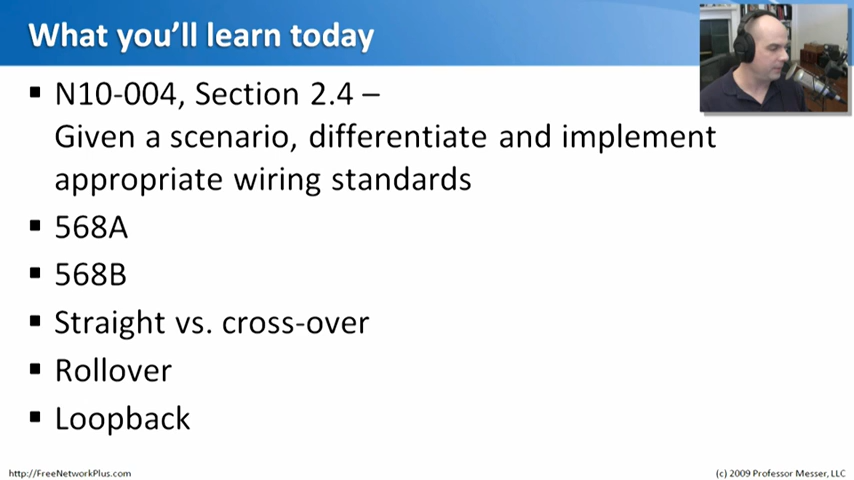 What you'll learn today
▪ N10-004, Section 2.4 –
Given a scenario, differentiate and implement
appropriate wiring standards
▪ 568A
▪ 568B
▪ Straight vs. cross-over
▪ Rollover
▪ Loopback
http://FreeNetworkPlus.com
(c) 2009 Professor Messer, LLC